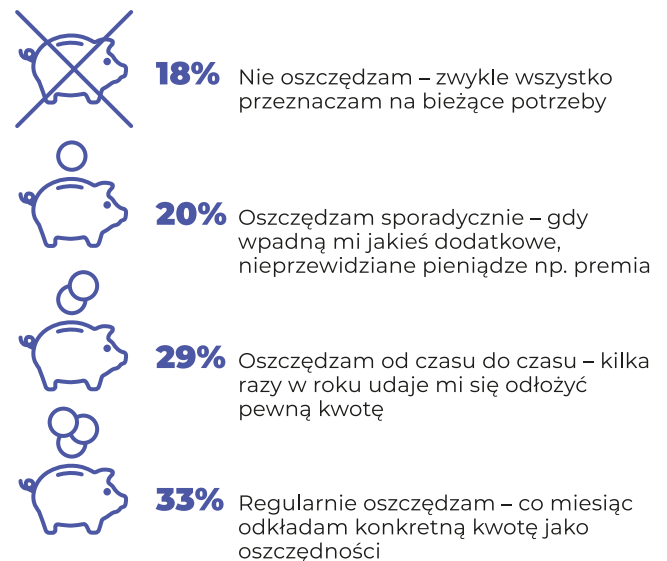 18% Nie oszczędzam – zwykle wszystko
przeznaczam na bieżące potrzeby
20% Oszczędzam sporadycznie – gdy
wpadną mi jakieś dodatkowe,
nieprzewidziane pieniądze np. premia
29% Oszczędzam od czasu do czasu – kilka
razy w roku udaje mi się odłożyć
pewną kwotę
33% Regularnie oszczędzam – co miesiąc
odkładam konkretną kwotę jako
oszczędności